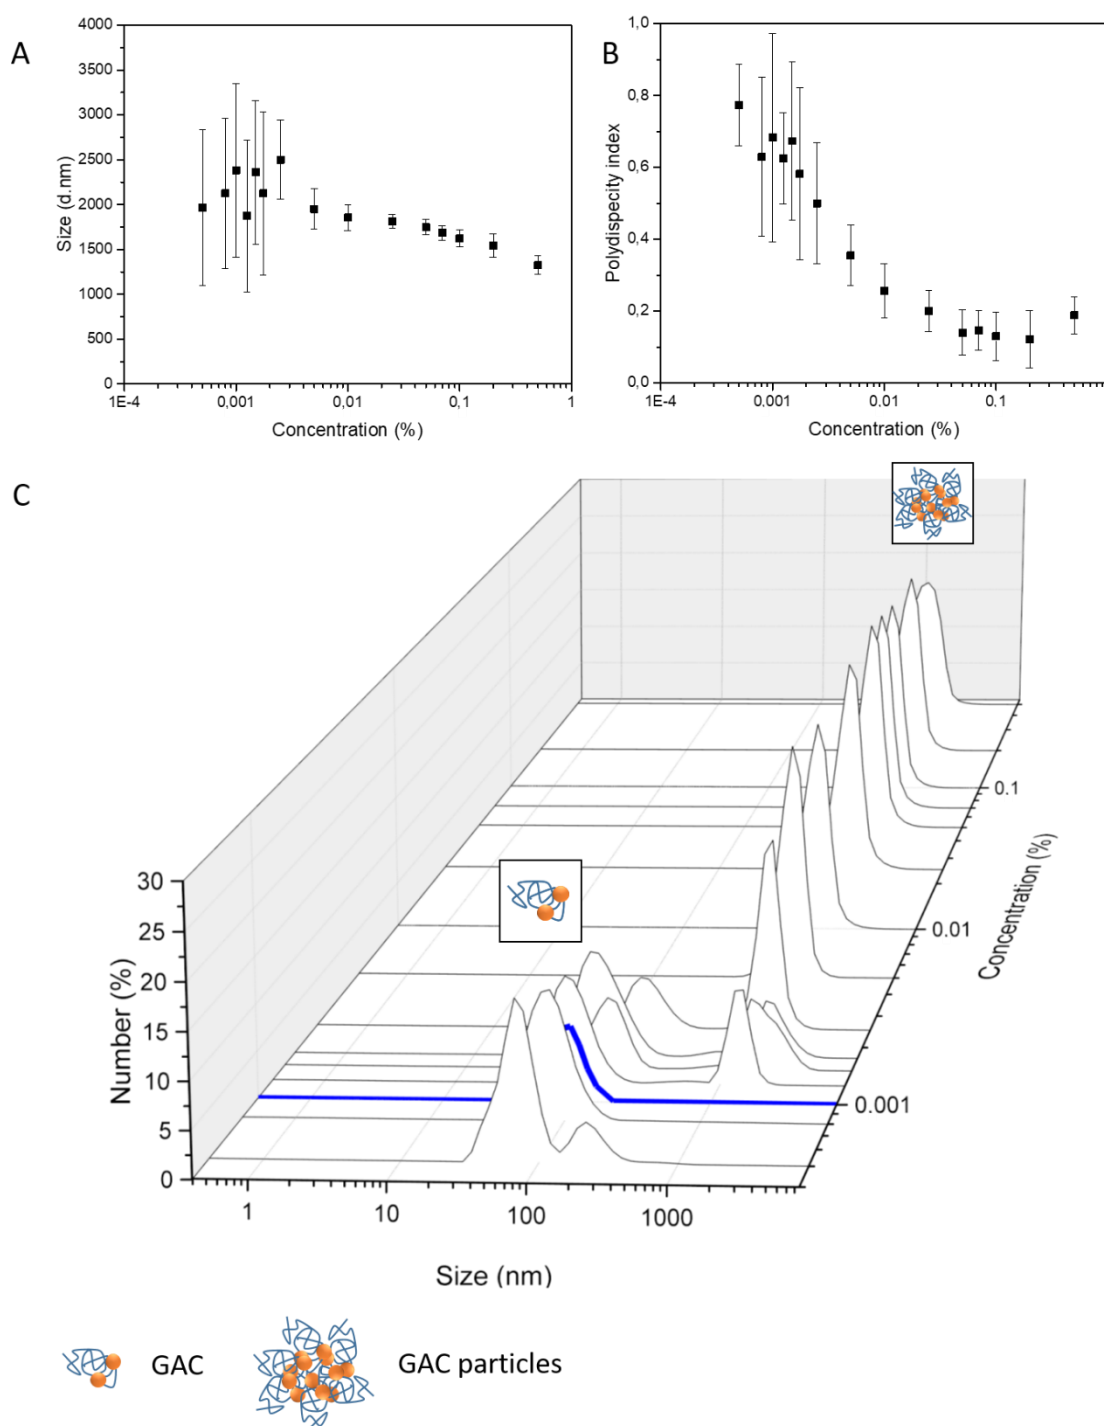 A
4000
3500
3000
2500
2000
1500
1000
500
0
Size (d.nm)
1E-4
0,001
0,01
0,1
1
Concentration (%)
B
1,0
0,8
0,6
0,4
0,2
0,0
Polydispecity index
1E-4
0.001
0.01
0.1
Concentration (%)
C
30
25
20
15
10
5
0
Number (%)
1
10
100
1000
Size (nm)
0.1
0.01
0.001
Concentration (%)
GAC
GAC particles